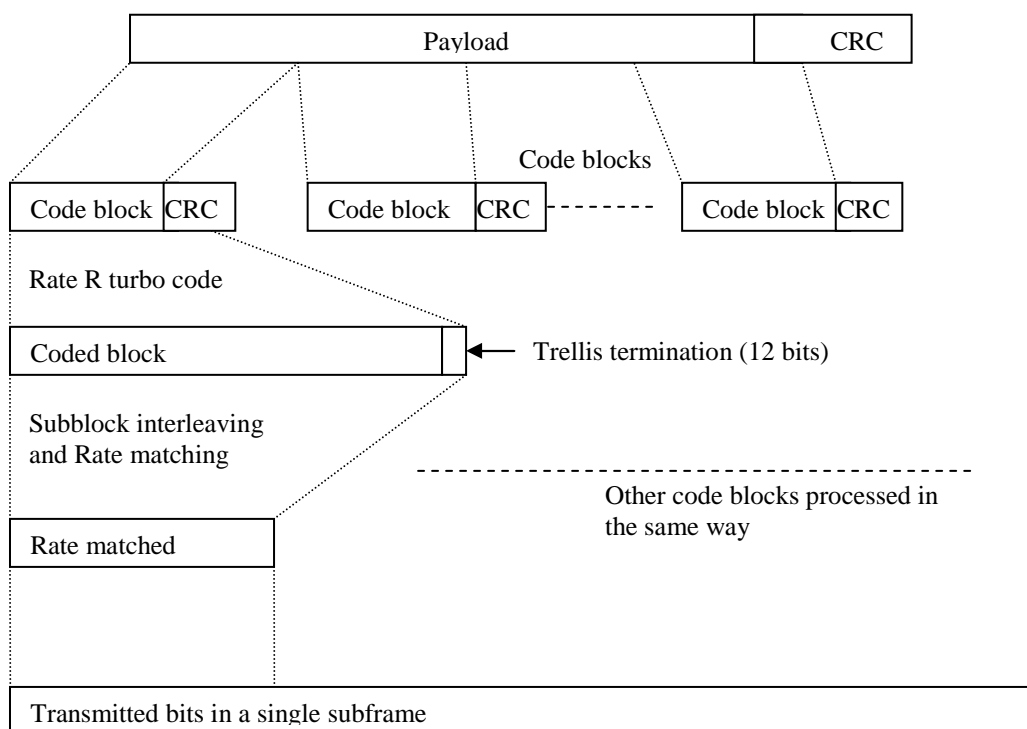 Payload CRC
Code blocks
Code block CRC Code block CRC Code block CRC
Rate R turbo code
Coded block
Trellis termination (12 bits)
Subblock interleaving
and Rate matching
Other code blocks processed in
the same way
Rate matched
Transmitted bits in a single subframe